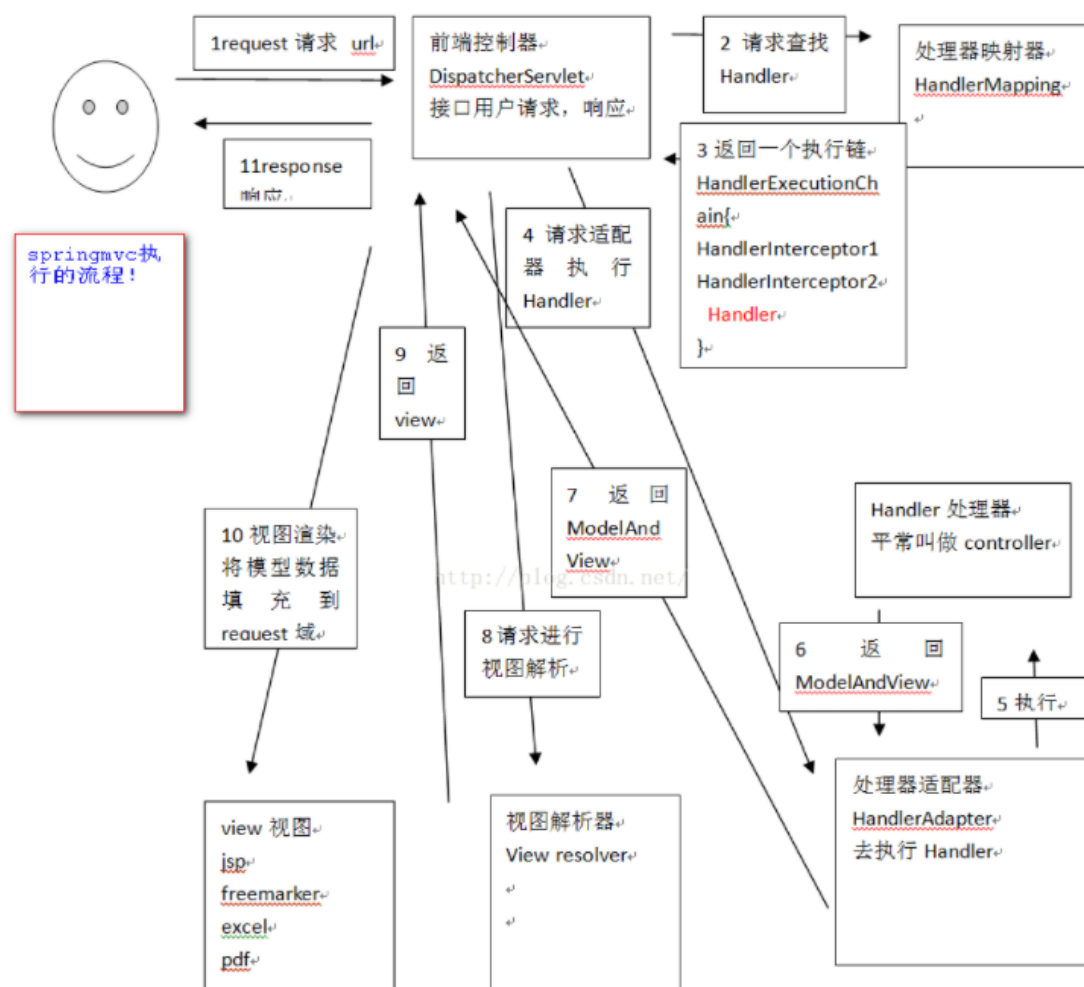 1request 请求 url
前端控制器
DispatcherServlet
接口用户请求，响应
2 请求查找
Handler
处理器映射器
HandlerMapping
11response
响应
3 返回一个执行链
HandlerExecutionCh
ain{
HandlerInterceptor1
HandlerInterceptor2
Handler
}
springmvc执
行的流程!
4 请求适配
器执行
Handler
9 返
回
view
7 返回
ModelAnd
View
Handler 处理器
平常叫做 controller
10 视图渲染
将模型数据
填充到
request 域
http://blog.csdn.net/
8 请求进行
视图解析
6 返回
ModelAndView
5 执行
view 视图
jsp
freemarker
excel
pdf
视图解析器
View resolver
处理器适配器
HandlerAdapter
去执行 Handler